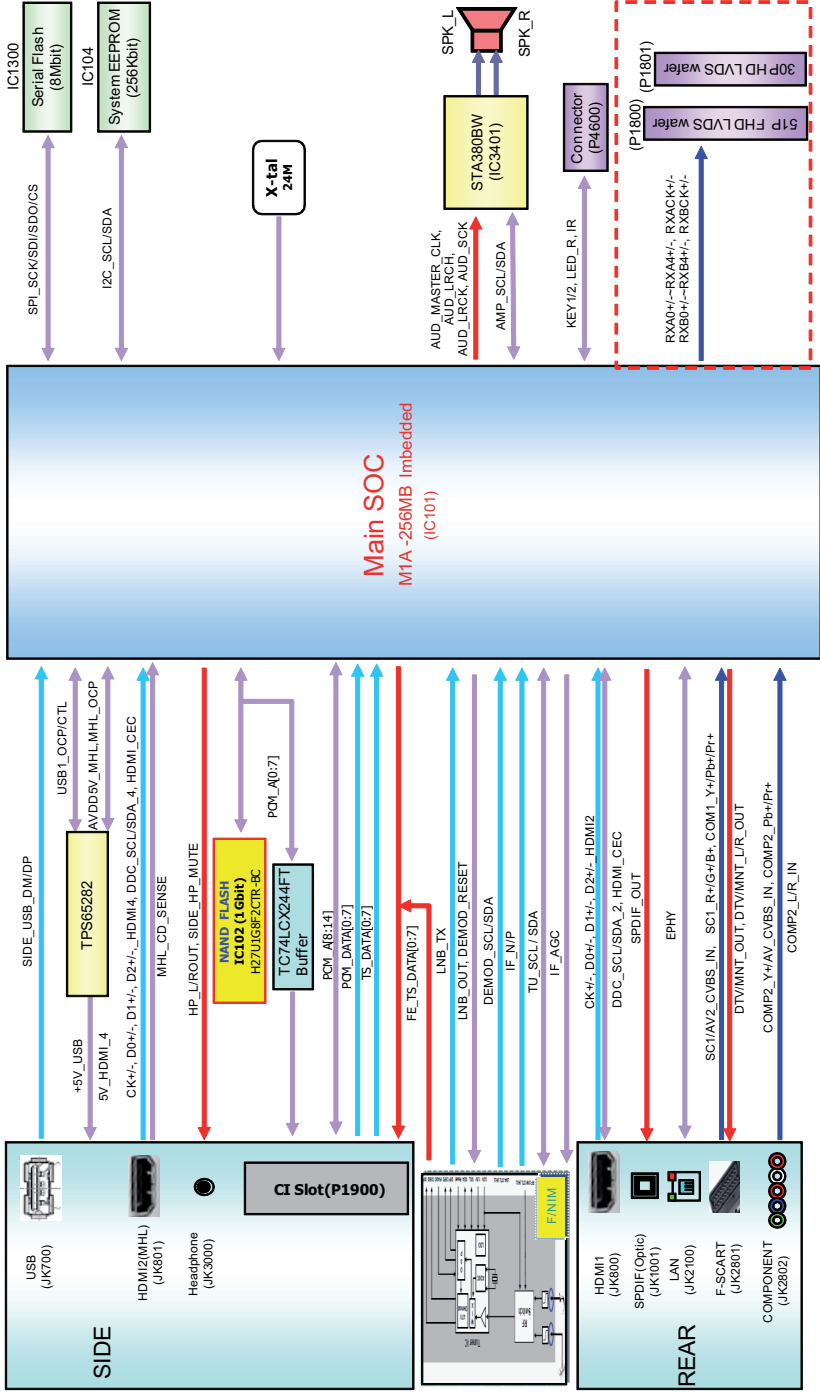 SIDE
USB
(JK700)
HDMI2(MHL)
(JK801)
Headphone
(JK3000)
CI Slot(P1900)
F/NIM
Tuner IC
RF
Switch
REAR
HDMI1
(JK800)
SPDIF(Optic)
(JK1001)
LAN
(JK2100)
F-SCART
(JK2801)
COMPONENT
(JK2802)
SIDE_USB_DM/DP
+5V_USB
5V_HDMI_4
TPS65282
USB1_OCP/CTL
AVDD5V_MHL,MHL_OCP
CK+/-, D0+/-, D1+/-, D2+/-_HDMI4, DDC_SCL/SDA_4, HDMI_CEC
MHL_CD_SENSE
HP_L/ROUT, SIDE_HP_MUTE
NAND FLASH
IC102 (1Gbit)
H27U1G8F2CTR-BC
TC74LCX244FT
Buffer
PCM_A[0:7]
PCM_A[8:14]
PCM_DATA[0:7]
TS_DATA[0:7]
FE_TS_DATA[0:7]
LNB_TX
LNB_OUT, DEMOD_RESET
DEMOD_SCL/SDA
IF_N/P
TU_SCL/ SDA
IF_AGC
CK+/-, D0+/-, D1+/-, D2+/-_HDMI2
DDC_SCL/SDA_2, HDMI_CEC
SPDIF_OUT
EPHY
SC1/AV2_CVBS_IN, SC1_R+/G+/B+, COM1_Y+/Pb+/Pr+
DTV/MNT_OUT, DTV/MNT_L/R_OUT
COMP2_Y+/AV_CVBS_IN, COMP2_Pb+/Pr+
COMP2_L/R_IN
Main SOC
M1A -256MB Imbedded
(IC101)
SPI_SCK/SDI/SDO/CS
IC1300
Serial Flash
(8Mbit)
I2C_SCL/SDA
IC104
System EEPROM
(256Kbit)
X-tal
24M
AUD_MASTER_CLK,
AUD_LRCH,
AUD_LRCK, AUD_SCK
AMP_SCL/SDA
STA380BW
(IC3401)
SPK_L
SPK_R
KEY1/2, LED_R, IR
Connector
(P4600)
RXA0+/-~RXA4+/-, RXACK+/-
RXB0+/-~RXB4+/-, RXBCK+/-
(P1800)
51P FHD LVDS wafer
(P1801)
30P HD LVDS wafer